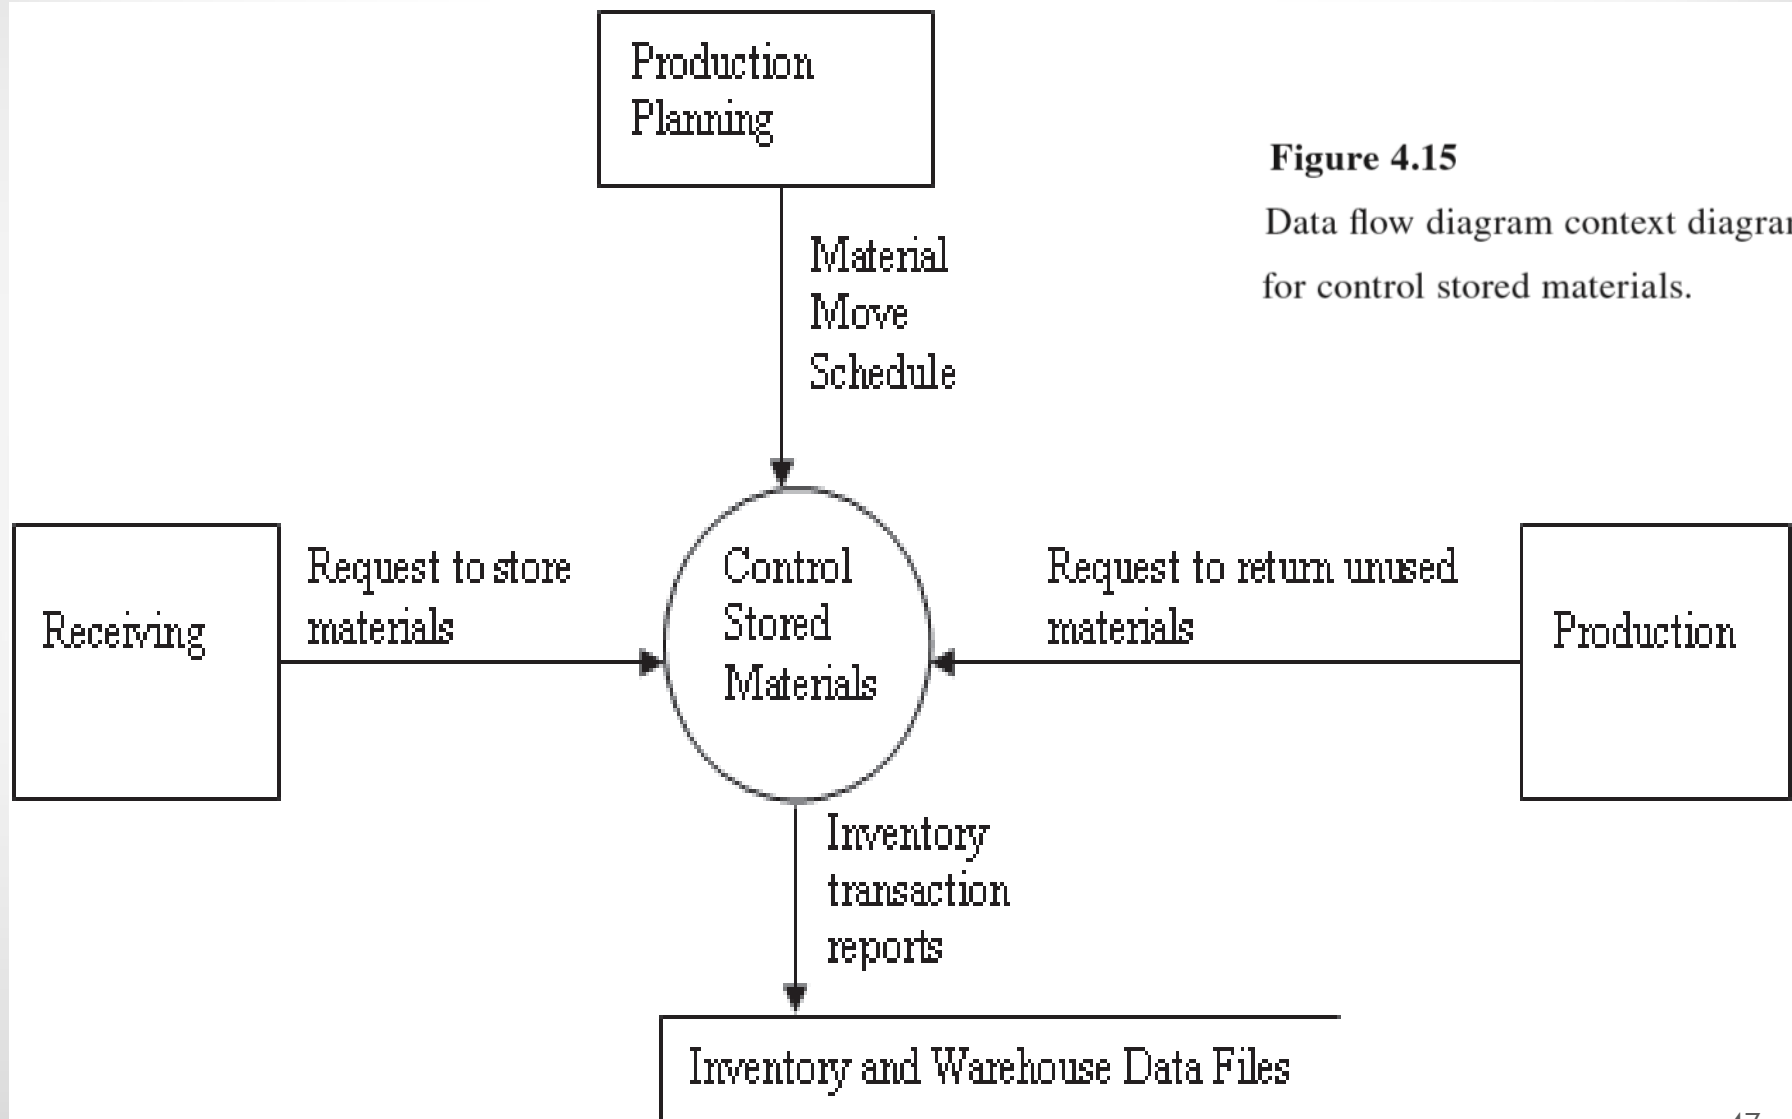 Production
Planning
Figure 4.15
Data flow diagram context diagram
for control stored materials.
Material
Move
Schedule
Receiving
Request to store
materials
Control
Stored
Materials
Request to return unused
materials
Production
Inventory
transaction
reports
Inventory and Warehouse Data Files
47